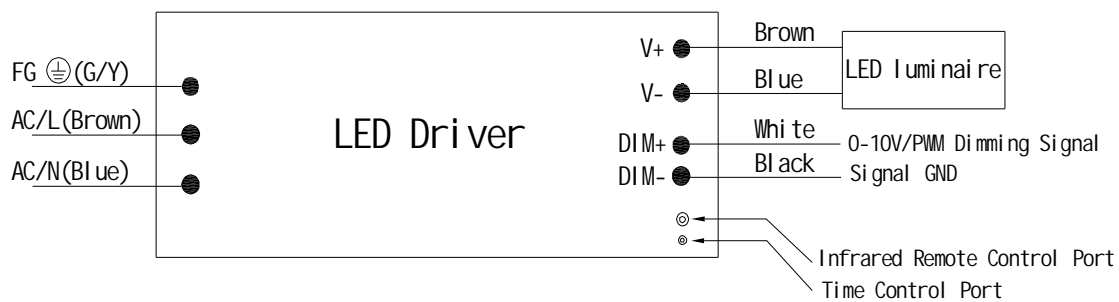 FG ⏚(G/Y)
AC/L(Brown)
AC/N(Blue)
LED Driver
V+
Brown
V-
Blue
LED luminaire
DIM+
White
0-10V/PWM Dimming Signal
DIM-
Black
Signal GND
Infrared Remote Control Port
Time Control Port